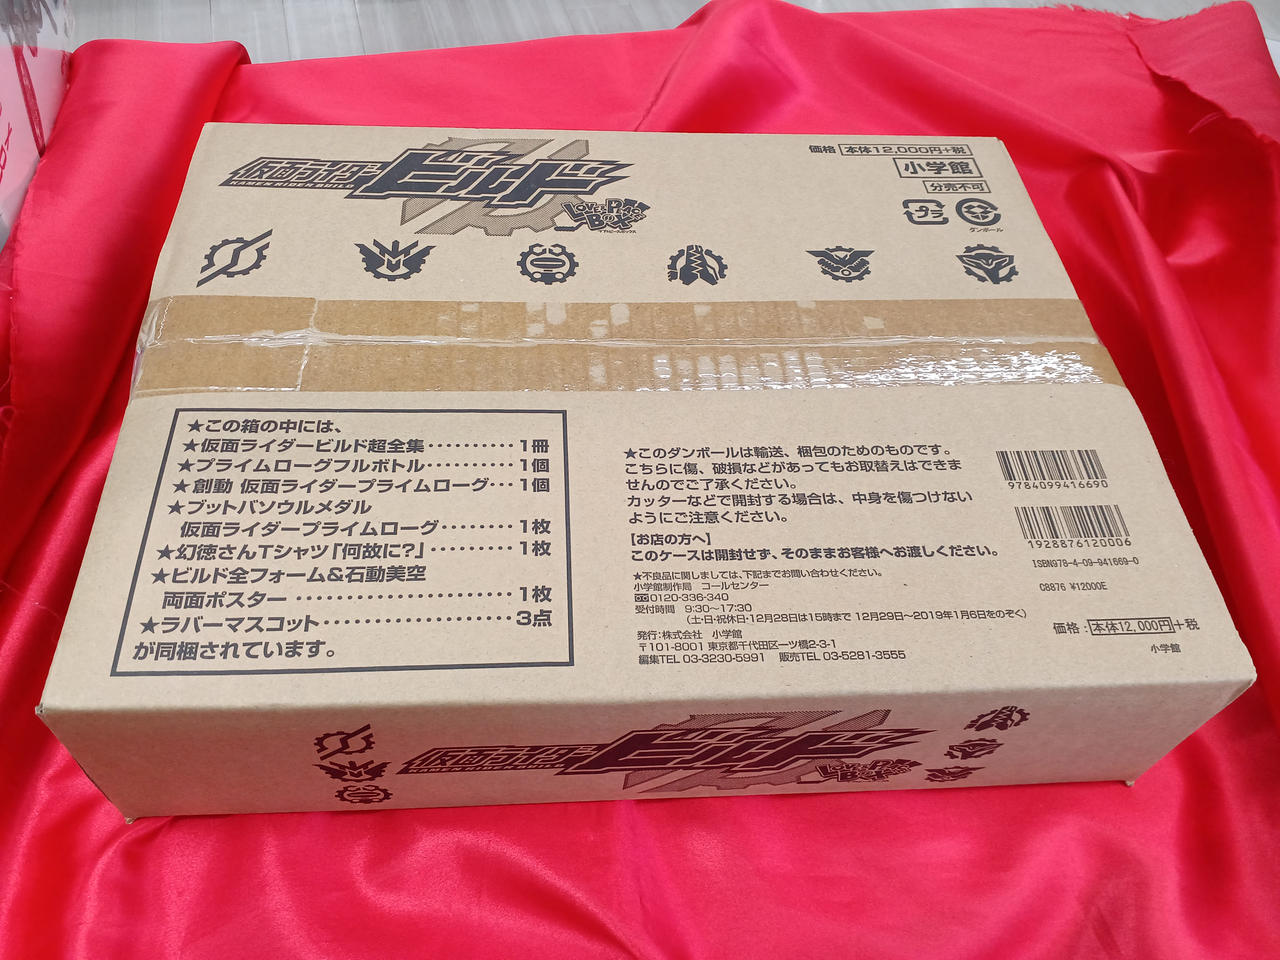 仮面ライダー
KAMEN RIDER BUILD
ビルド
LOVE & PEACE
BOX
ラブ&ピースボックス
価格 本体12,000円+税
小学館
分売不可
プラ
ダンボール
★この箱の中には、
★仮面ライダービルド超全集‥‥‥‥‥1冊
★プライムローグフルボトル‥‥‥‥‥1個
★創動 仮面ライダープライムローグ‥‥1個
★ブットバソウルメダル
仮面ライダープライムローグ‥‥‥‥‥1枚
★幻徳さんTシャツ「何故に?」‥‥‥‥‥1枚
★ビルド全フォーム&石動美空
両面ポスター‥‥‥‥‥‥‥‥‥‥‥1枚
★ラバーマスコット‥‥‥‥‥‥‥‥‥3点
が同梱されています。
★このダンボールは輸送、梱包のためのものです。
こちらに傷、破損などがあってもお取替えはできま
せんのでご了承ください。
カッターなどで開封する場合は、中身を傷つけない
ようにご注意ください。
【お店の方へ】
このケースは開封せず、そのままお客様へお渡しください。
★不良品に関しましては、下記までお問い合わせください。
小学館制作局 コールセンター
0120-336-340
受付時間 9:30〜17:30
(土・日・祝休日・12月28日は15時まで 12月29日〜2019年1月6日をのぞく)
発行:株式会社 小学館
〒101-8001 東京都千代田区一ツ橋2-3-1
編集TEL 03-3230-5991 販売TEL 03-5281-3555
9784099416690
1928876120006
ISBN978-4-09-941669-0
C8876 ¥12000E
価格:本体12,000円+税
小学館
仮面ライダー
KAMEN RIDER BUILD
ビルド